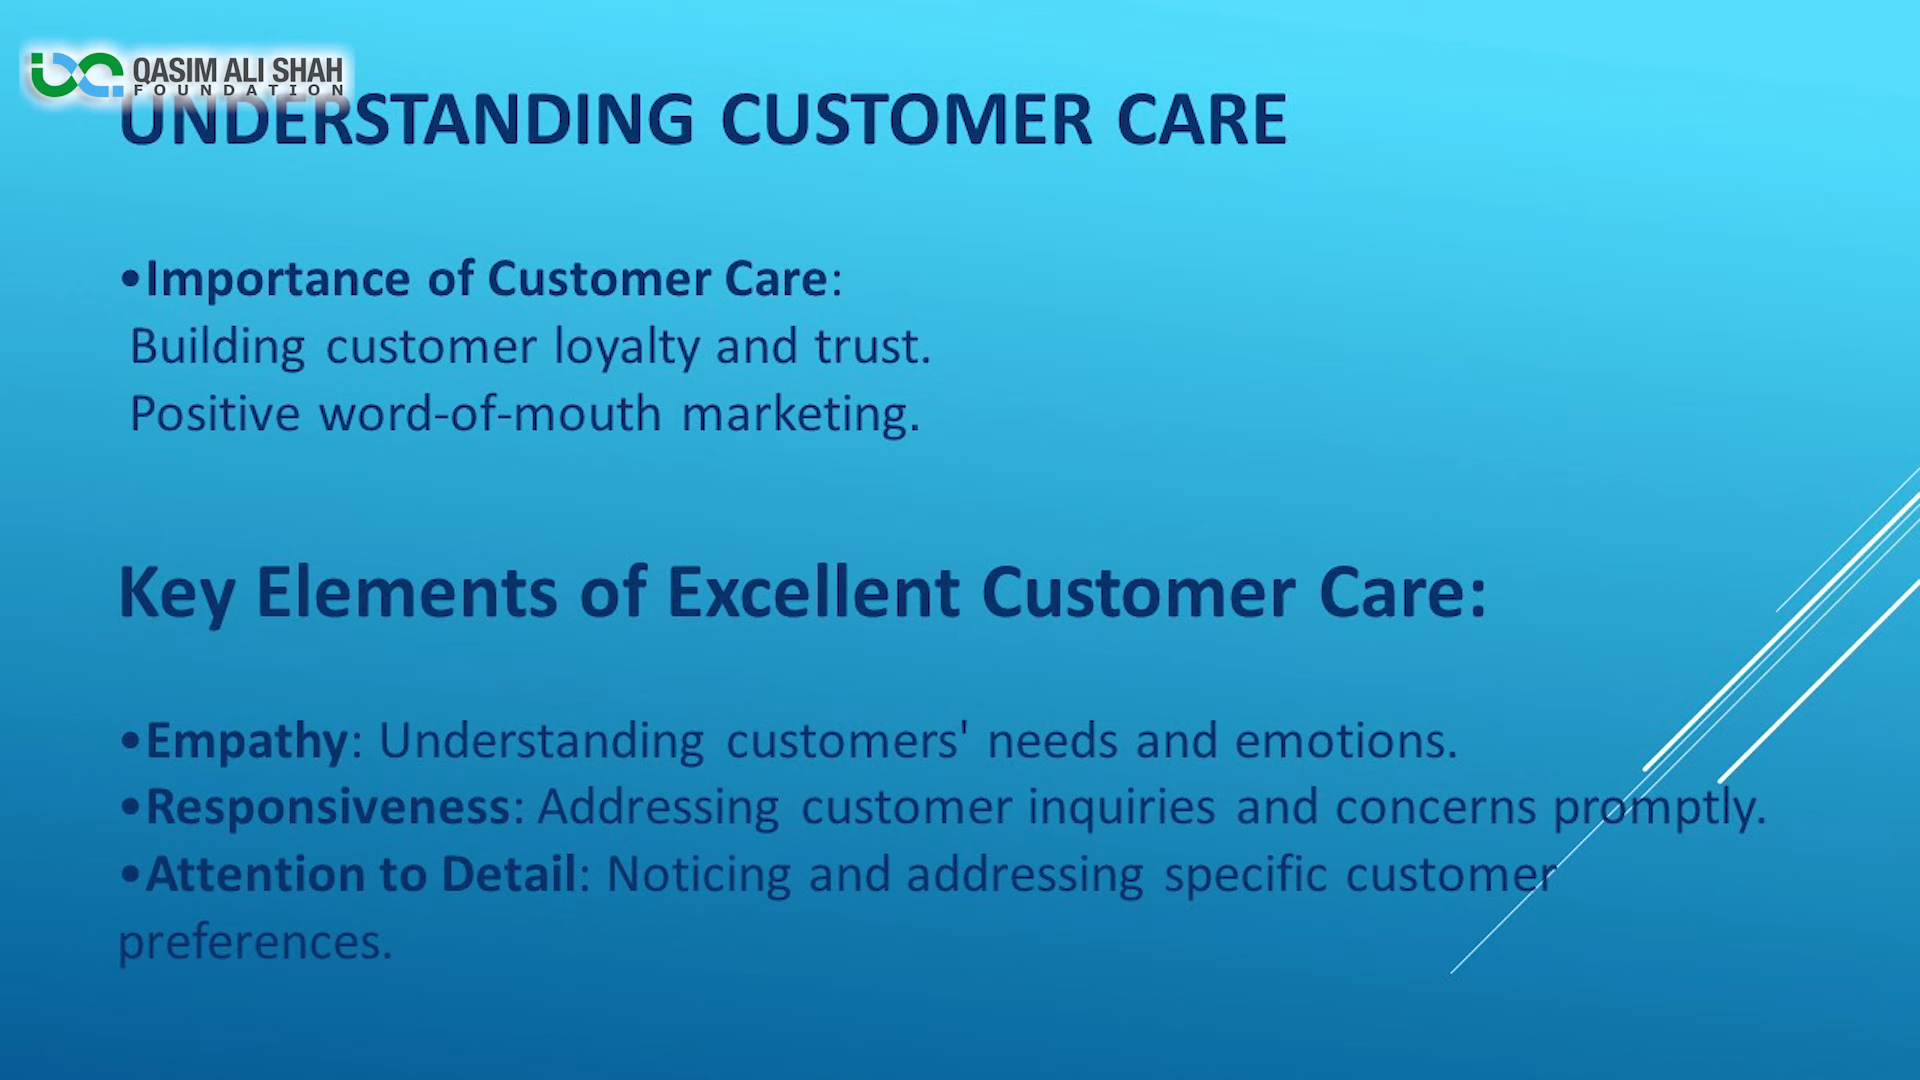 QASIM ALI SHAH
FOUNDATION
UNDERSTANDING CUSTOMER CARE
•Importance of Customer Care:
Building customer loyalty and trust.
Positive word-of-mouth marketing.
Key Elements of Excellent Customer Care:
•Empathy: Understanding customers' needs and emotions.
•Responsiveness: Addressing customer inquiries and concerns promptly.
•Attention to Detail: Noticing and addressing specific customer
preferences.